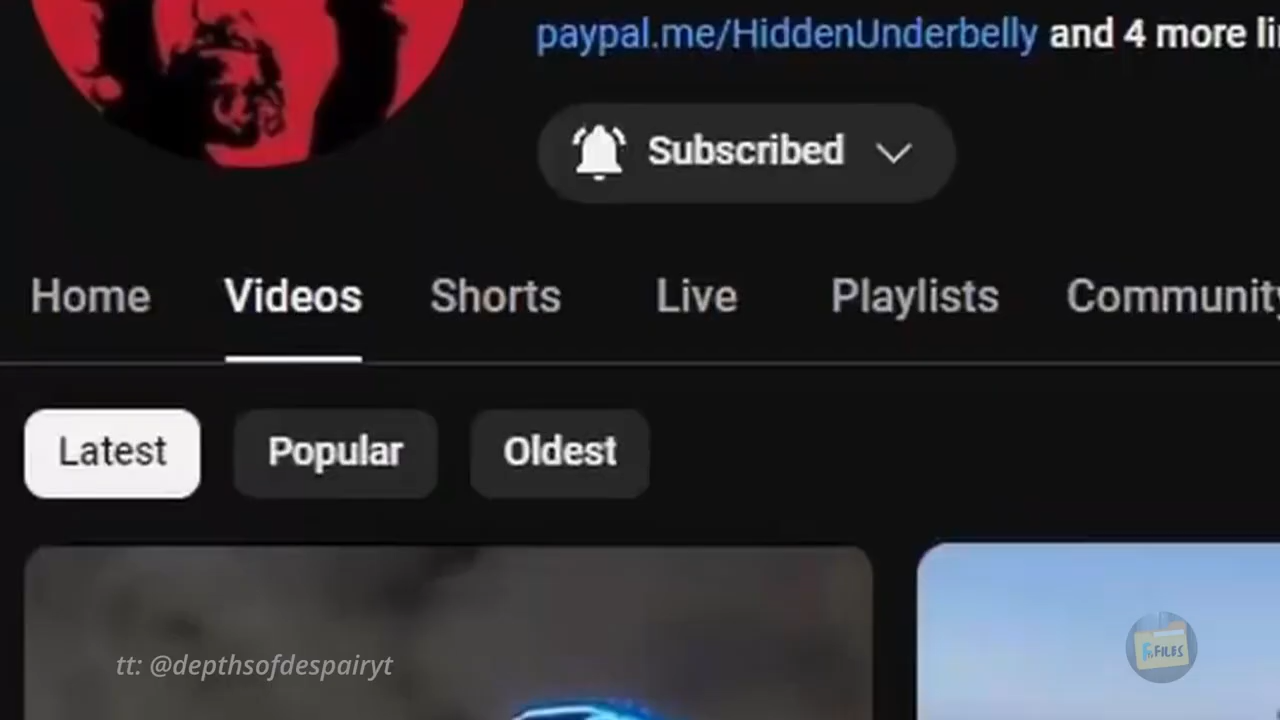 paypal.me/HiddenUnderbelly and 4 more li
Subscribed
Home Videos Shorts Live Playlists Community
Latest Popular Oldest
tt: @depthsofdespairyt
FILES